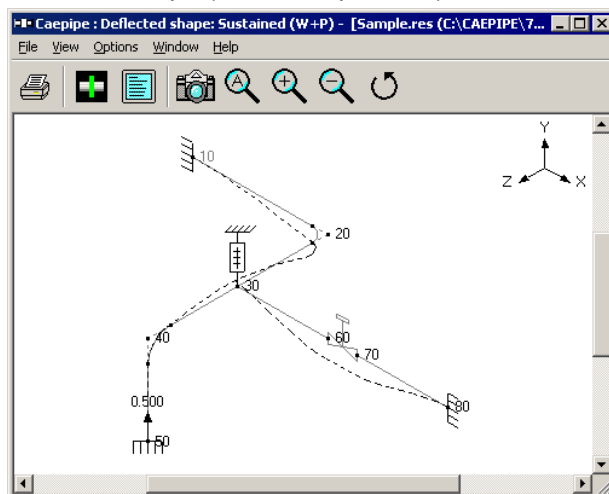 Caepipe : Deflected shape: Sustained (W+P) - [Sample.res (C:\CAEPIPE\7...
File View Options Window Help
A
Y
Z X
10
20
30
40
60
70
0.500
80
50